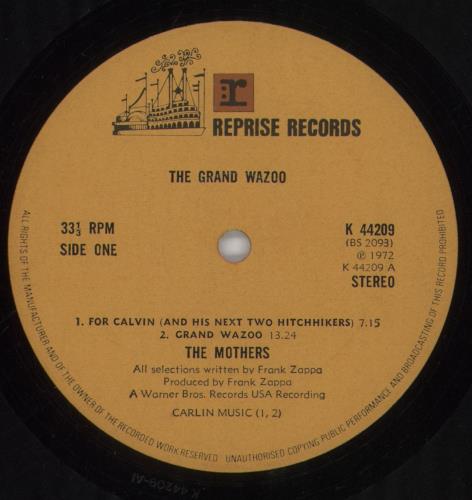 r
REPRISE RECORDS
THE GRAND WAZOO
33⅓ RPM
SIDE ONE
K 44209
(BS 2093)
℗ 1972
K 44209 A
STEREO
1. FOR CALVIN (AND HIS NEXT TWO HITCHHIKERS) 7.15
2. GRAND WAZOO 13.24
THE MOTHERS
All selections written by Frank Zappa
Produced by Frank Zappa
A Warner Bros. Records USA Recording
CARLIN MUSIC (1, 2)
ALL RIGHTS OF THE MANUFACTURER AND OF THE OWNER OF THE RECORDED WORK RESERVED UNAUTHORISED COPYING PUBLIC PERFORMANCE AND BROADCASTING OF THIS RECORD PROHIBITED
K 44209-A1